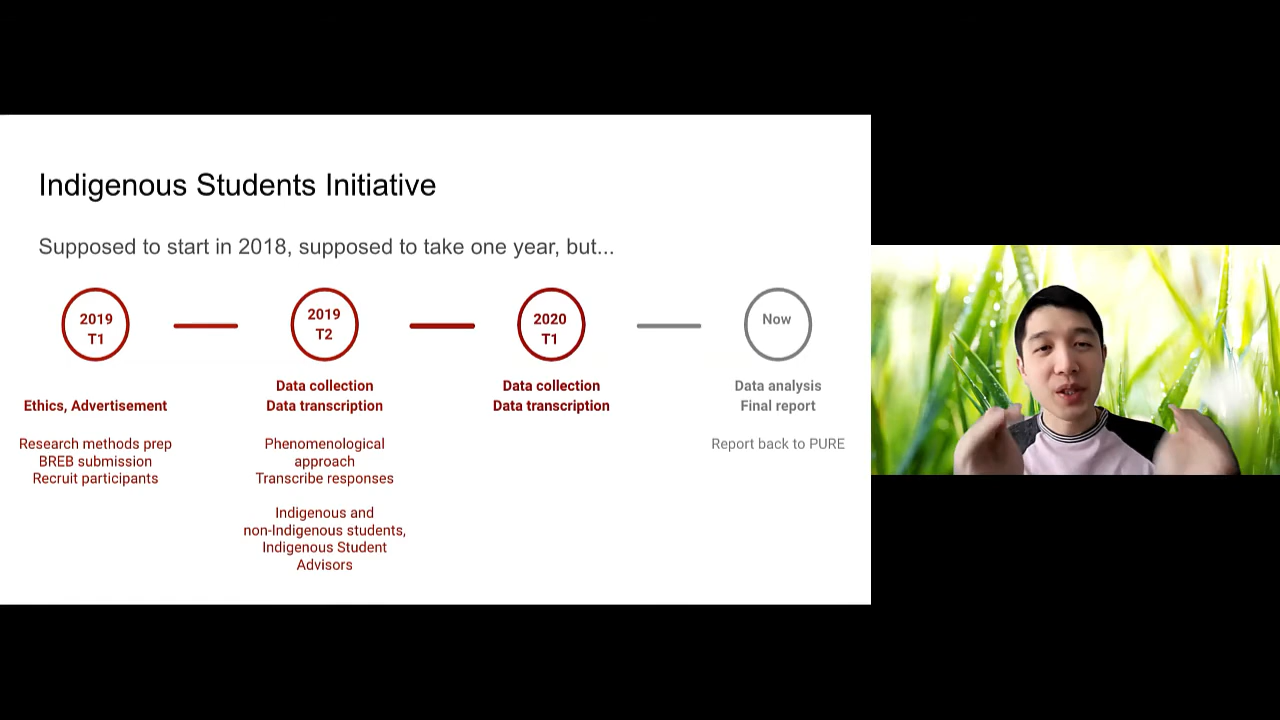 Indigenous Students Initiative
Supposed to start in 2018, supposed to take one year, but...
2019
T1
Ethics, Advertisement
Research methods prep
BREB submission
Recruit participants
2019
T2
Data collection
Data transcription
Phenomenological
approach
Transcribe responses
Indigenous and
non-Indigenous students,
Indigenous Student
Advisors
2020
T1
Data collection
Data transcription
Now
Data analysis
Final report
Report back to PURE